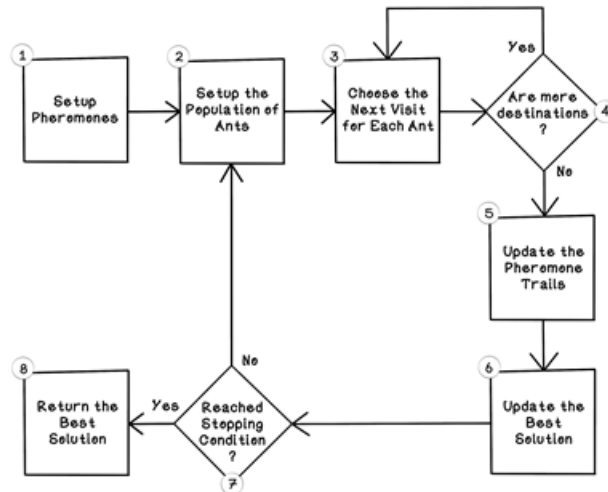 1
Setup
Pheromones
2
Setup the
Population of
Ants
3
Choose the
Next Visit
for Each Ant
Yes
Are more
destinations
?
4
No
5
Update the
Pheromone
Trails
6
Update the
Best Solution
7
Reached
Stopping
Condition
?
No
Yes
8
Return the
Best
Solution